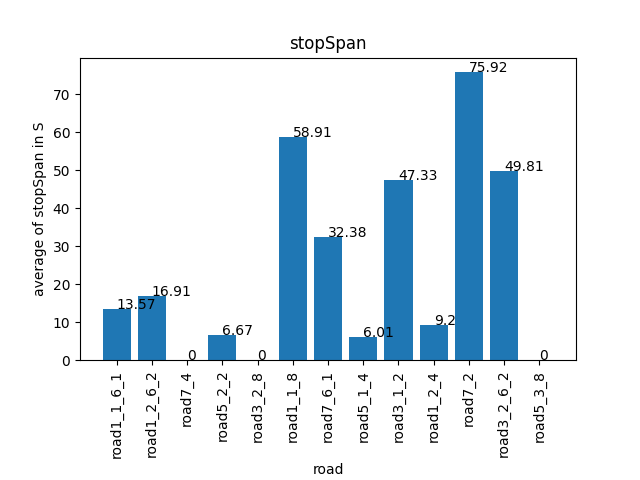 stopSpan
average of stopSpan in S
70
60
50
40
30
20
10
0
13.57
16.91
0
6.67
0
58.91
32.38
6.01
47.33
9.2
75.92
49.81
0
road1_1_6_1
road1_2_6_2
road7_4
road5_2_2
road3_2_8
road1_1_8
road7_6_1
road5_1_4
road3_1_2
road1_2_4
road7_2
road3_2_6_2
road5_3_8
road